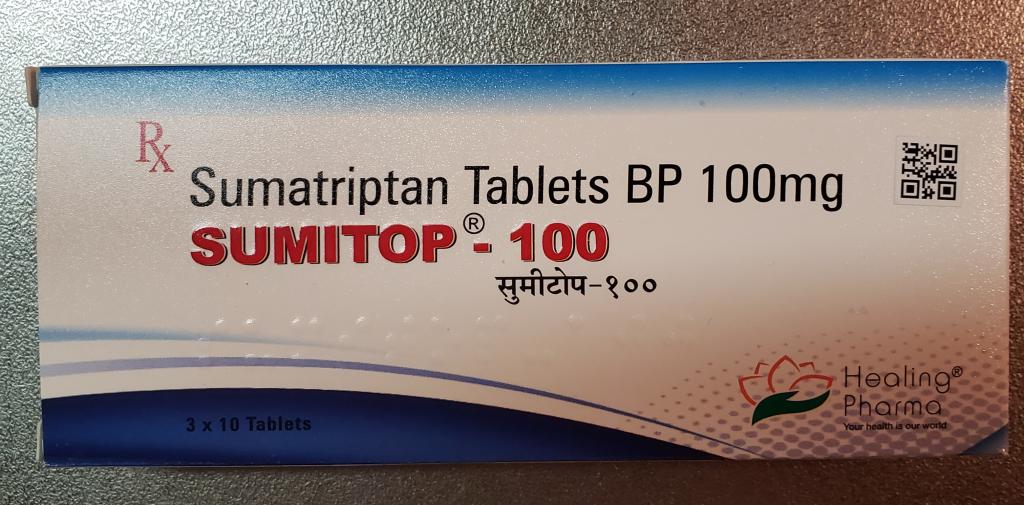 Rx
Sumatriptan Tablets BP 100mg
SUMITOP® - 100
सुमीटोप-१००
3 x 10 Tablets
Healing®
Pharma
Your health is our world